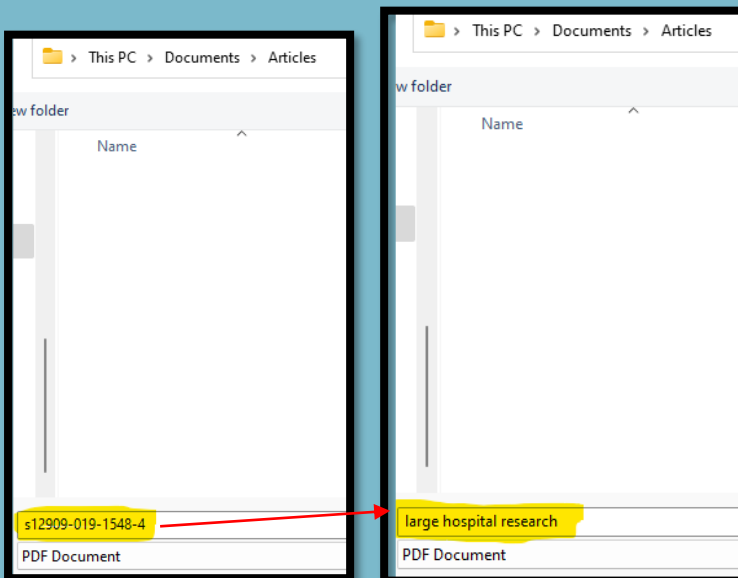 This PC > Documents > Articles
ew folder
Name
s12909-019-1548-4
PDF Document
This PC > Documents > Articles
w folder
Name
large hospital research
PDF Document